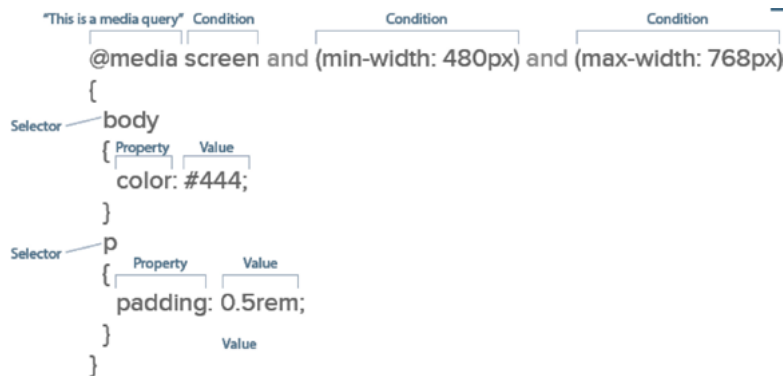 "This is a media query" Condition Condition Condition
@media screen and (min-width: 480px) and (max-width: 768px)
{
Selector body
{ Property Value
color: #444;
}
Selector p
{ Property Value
padding: 0.5rem;
}
Value
}